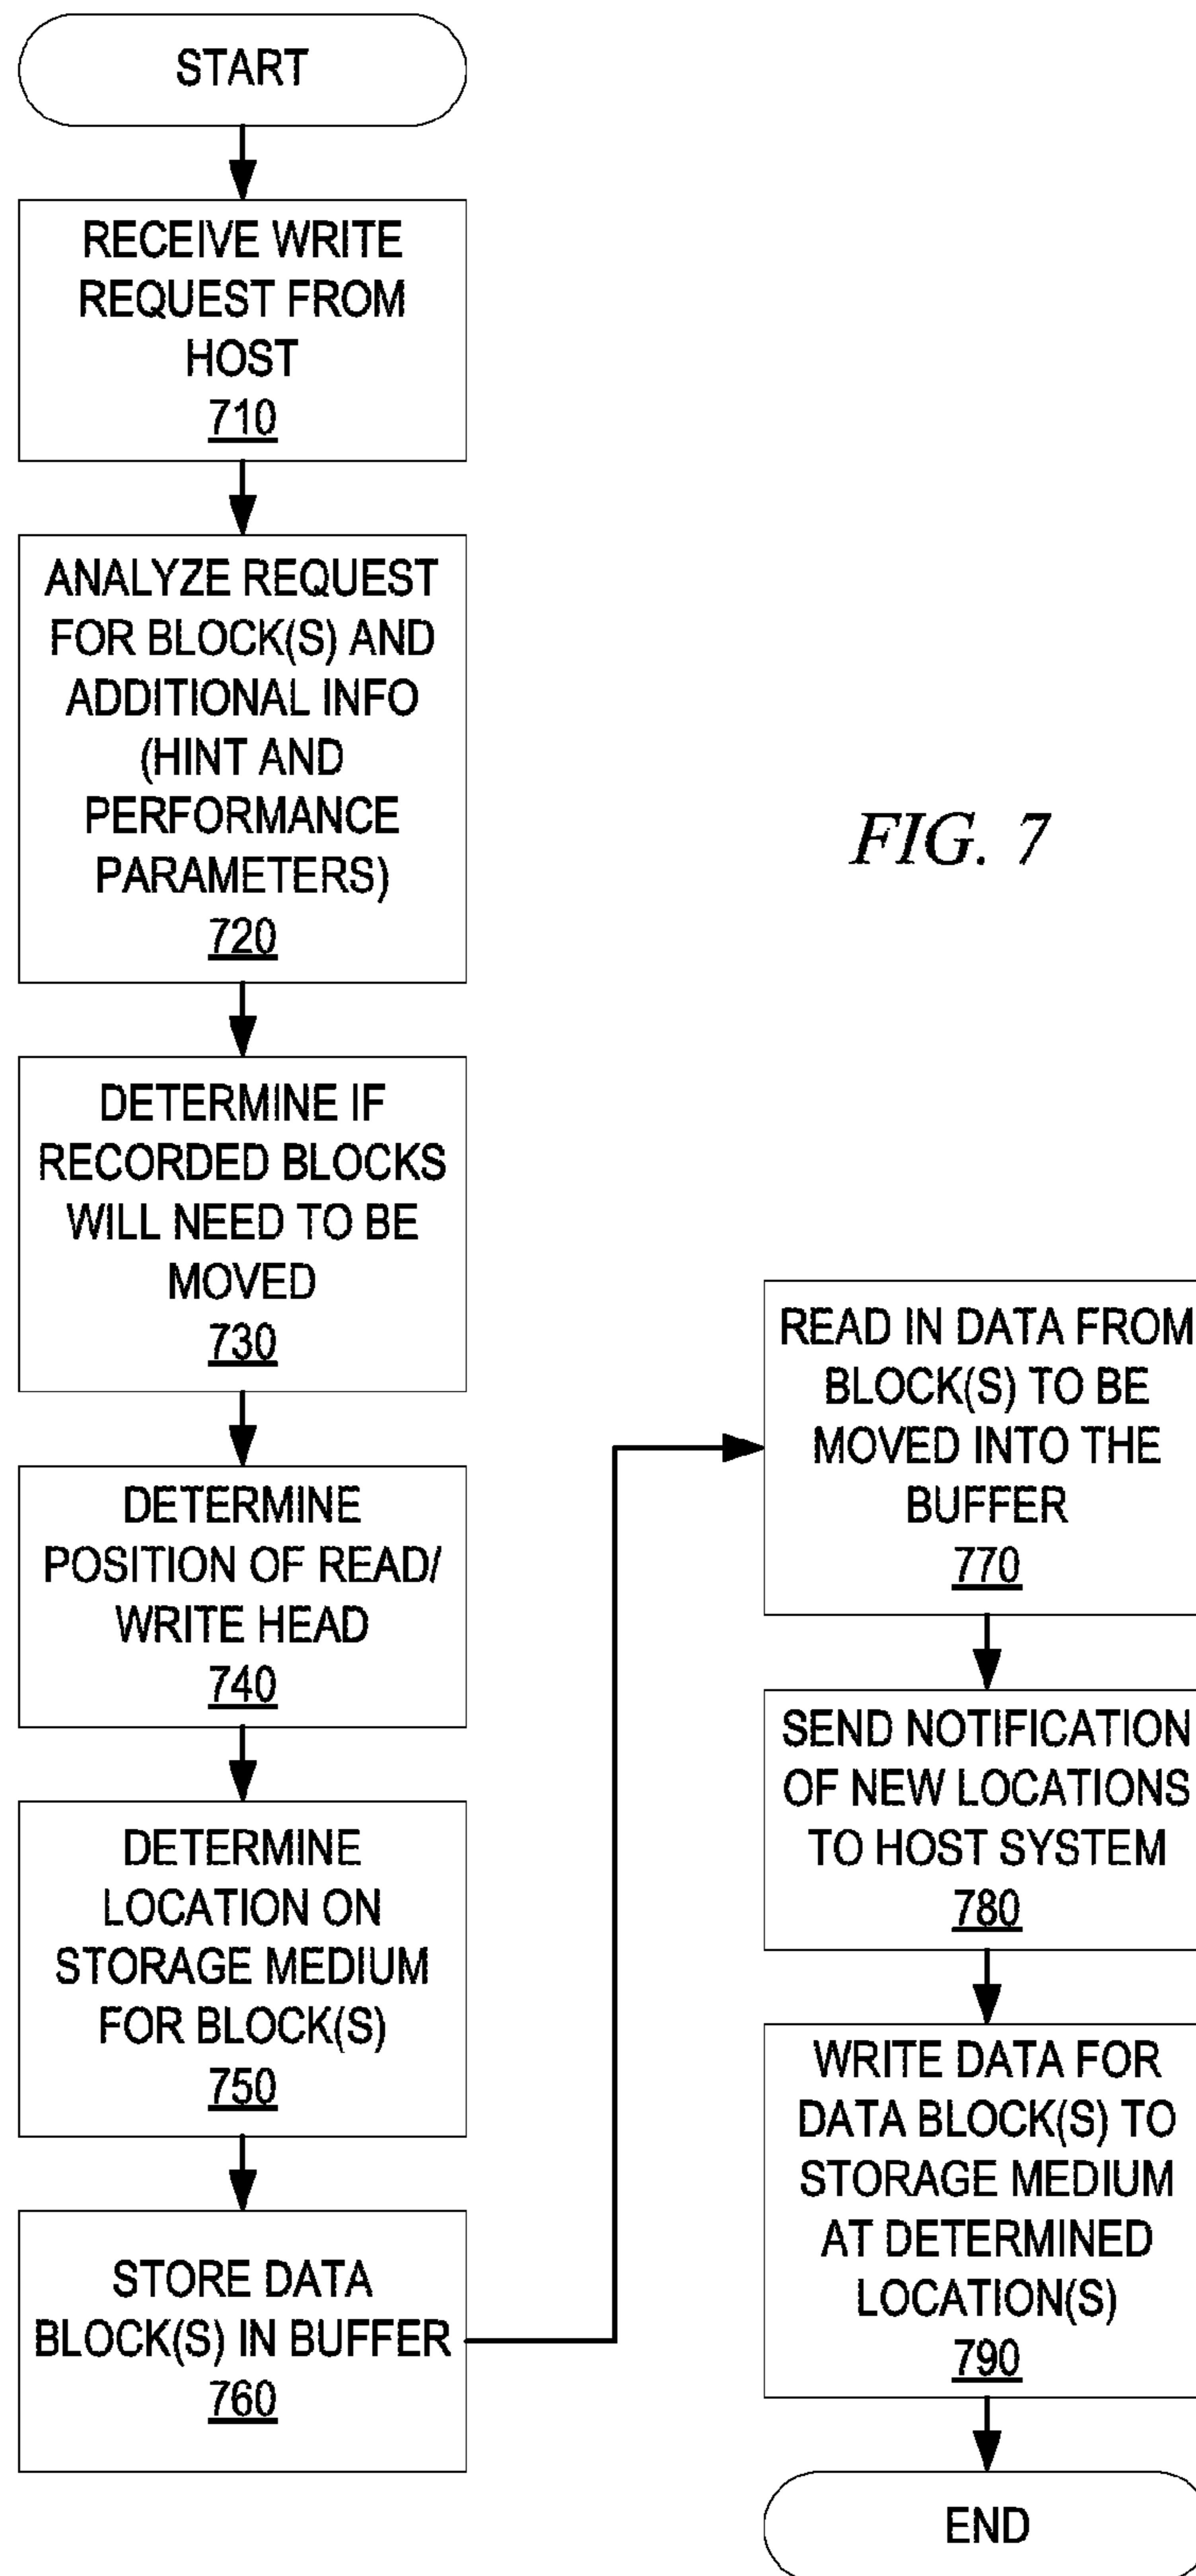 START
RECEIVE WRITE
REQUEST FROM
HOST
710
ANALYZE REQUEST
FOR BLOCK(S) AND
ADDITIONAL INFO
(HINT AND
PERFORMANCE
PARAMETERS)
720
DETERMINE IF
RECORDED BLOCKS
WILL NEED TO BE
MOVED
730
DETERMINE
POSITION OF READ/
WRITE HEAD
740
DETERMINE
LOCATION ON
STORAGE MEDIUM
FOR BLOCK(S)
750
STORE DATA
BLOCK(S) IN BUFFER
760
FIG. 7
READ IN DATA FROM
BLOCK(S) TO BE
MOVED INTO THE
BUFFER
770
SEND NOTIFICATION
OF NEW LOCATIONS
TO HOST SYSTEM
780
WRITE DATA FOR
DATA BLOCK(S) TO
STORAGE MEDIUM
AT DETERMINED
LOCATION(S)
790
END